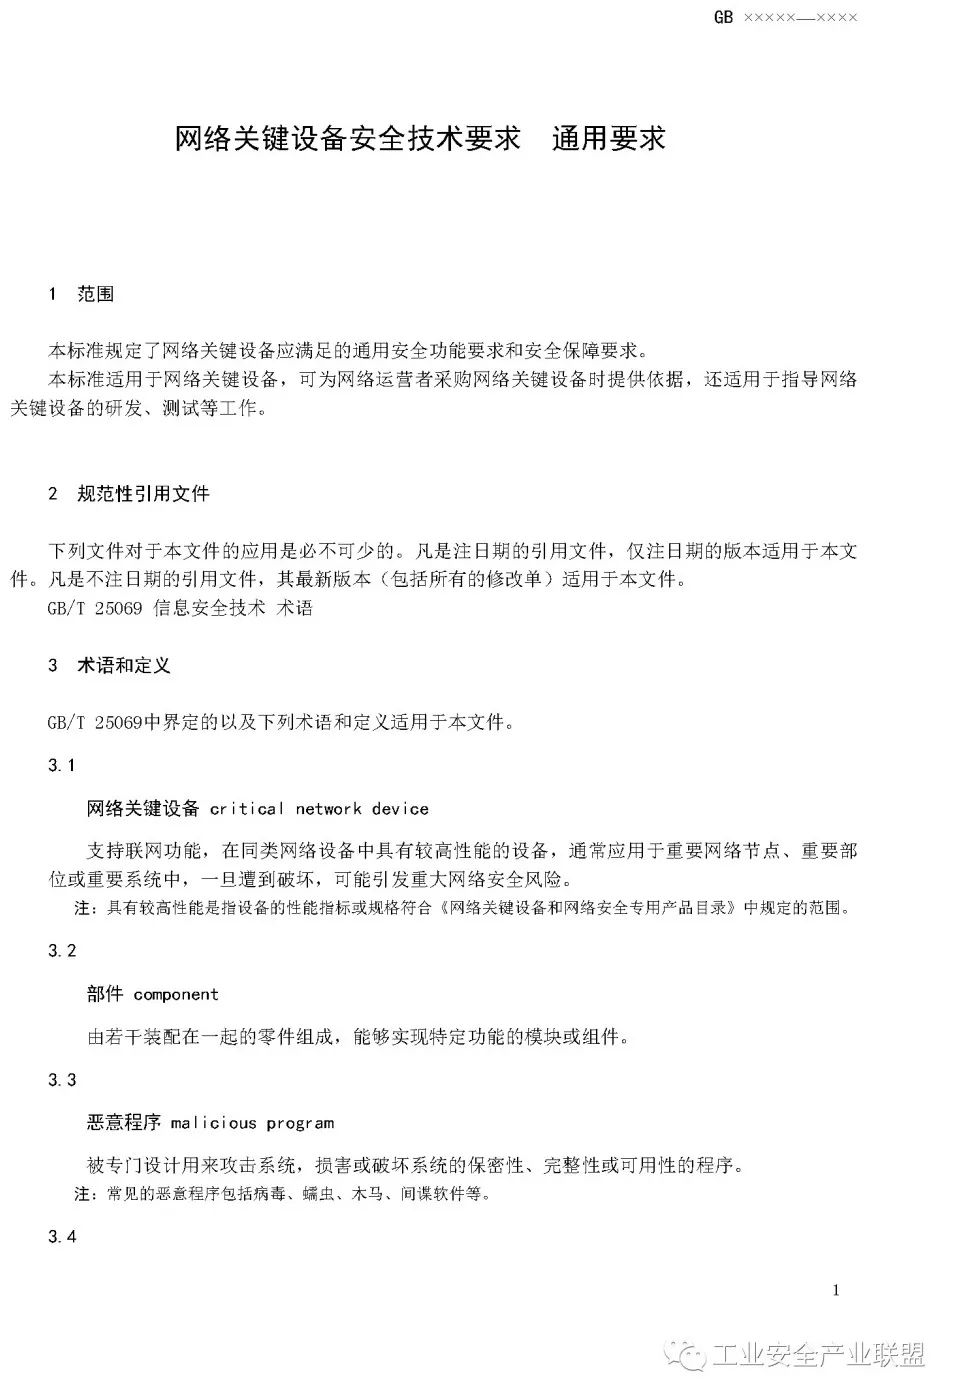 GB ×××××—××××
网络关键设备安全技术要求 通用要求
1 范围
本标准规定了网络关键设备应满足的通用安全功能要求和安全保障要求。
本标准适用于网络关键设备，可为网络运营者采购网络关键设备时提供依据，还适用于指导网络
关键设备的研发、测试等工作。
2 规范性引用文件
下列文件对于本文件的应用是必不可少的。凡是注日期的引用文件，仅注日期的版本适用于本文
件。凡是不注日期的引用文件，其最新版本（包括所有的修改单）适用于本文件。
GB/T 25069 信息安全技术 术语
3 术语和定义
GB/T 25069中界定的以及下列术语和定义适用于本文件。
3.1
网络关键设备 critical network device
支持联网功能，在同类网络设备中具有较高性能的设备，通常应用于重要网络节点、重要部
位或重要系统中，一旦遭到破坏，可能引发重大网络安全风险。
注：具有较高性能是指设备的性能指标或规格符合《网络关键设备和网络安全专用产品目录》中规定的范围。
3.2
部件 component
由若干装配在一起的零件组成，能够实现特定功能的模块或组件。
3.3
恶意程序 malicious program
被专门设计用来攻击系统，损害或破坏系统的保密性、完整性或可用性的程序。
注：常见的恶意程序包括病毒、蠕虫、木马、间谍软件等。
3.4
1
工业安全产业联盟